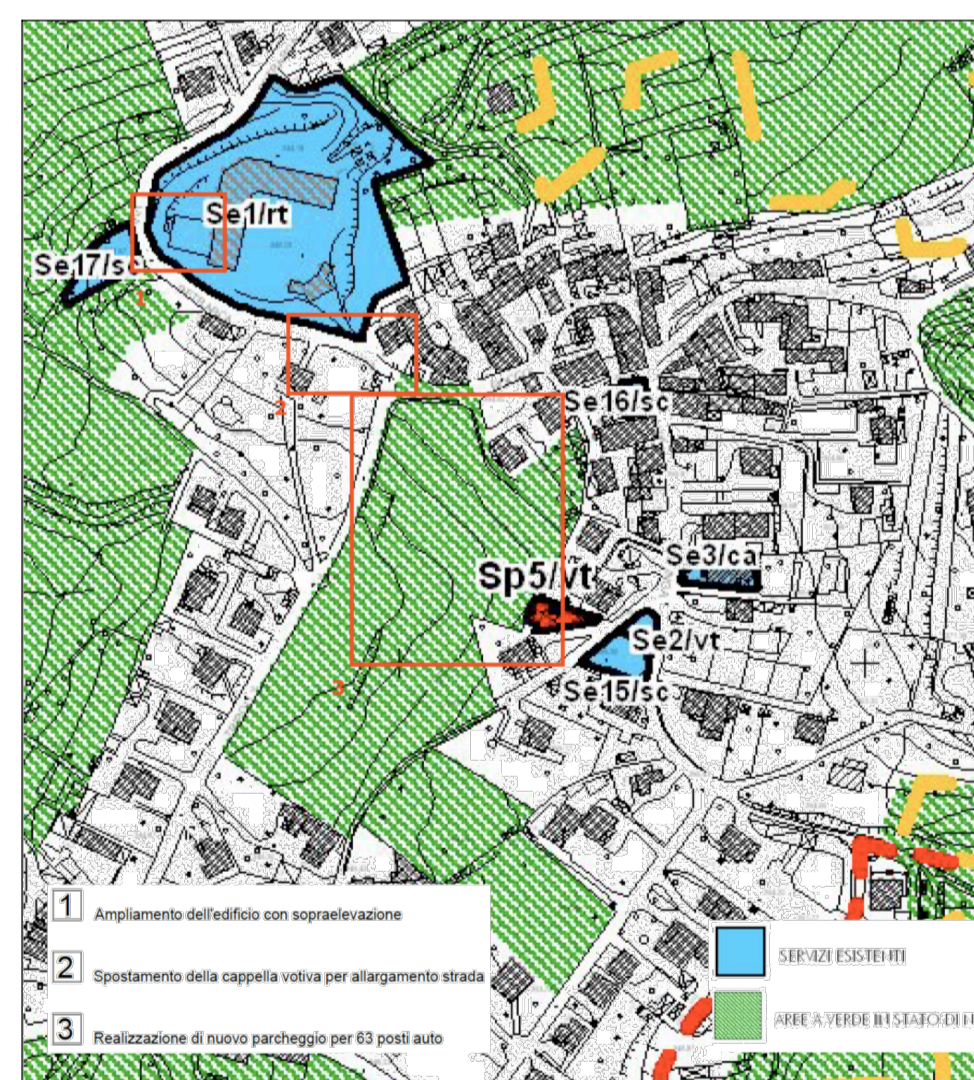 Se1/rt
Se17/sc
1
2
Se16/sc
Sp5/vt
Se3/ca
Se2/vt
Se15/sc
3
1 Ampliamento dell'edificio con sopraelevazione
2 Spostamento della cappella votiva per allargamento strada
3 Realizzazione di nuovo parcheggio per 63 posti auto
SERVIZI ESISTENTI
AREE A VERDE IN STATO DI N